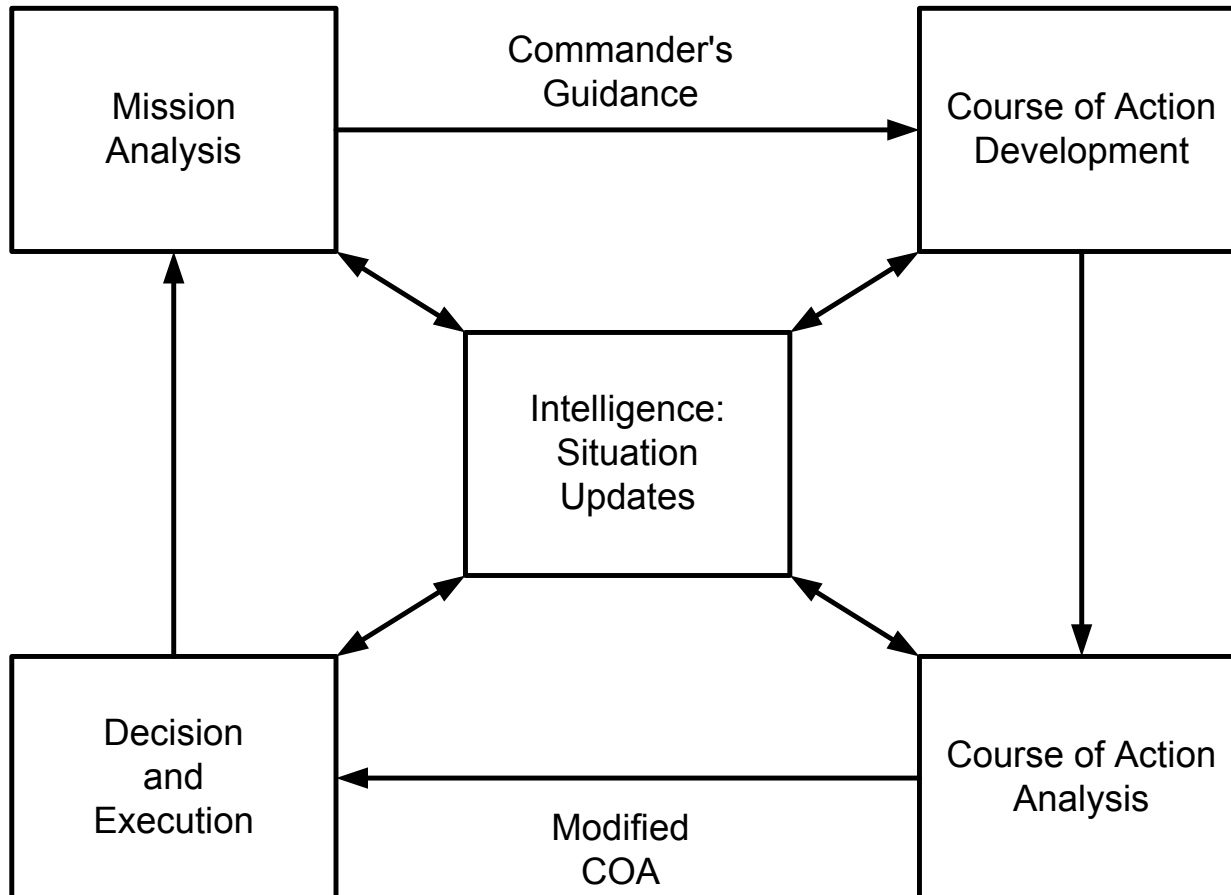 Mission
Analysis
Commander's
Guidance
Course of Action
Development
Intelligence:
Situation
Updates
Decision
and
Execution
Modified
COA
Course of Action
Analysis